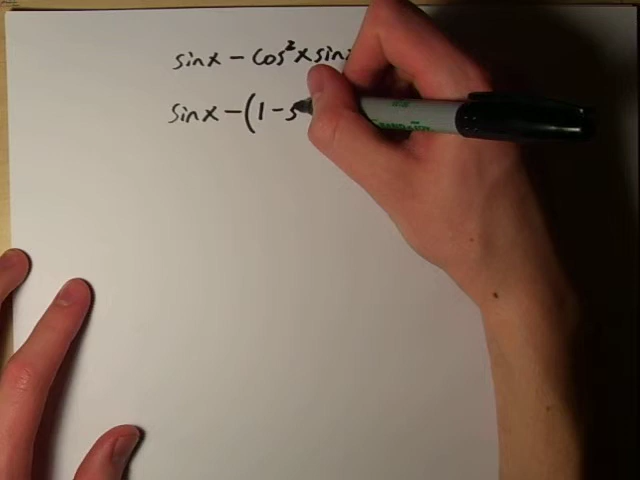 sinx - cos²x sin
sinx - (1 - s